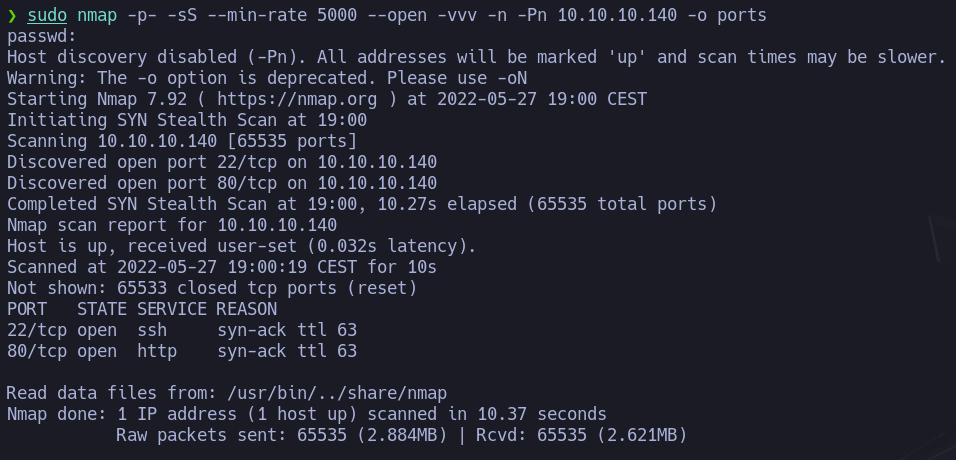 ❯ sudo nmap -p- -sS --min-rate 5000 --open -vvv -n -Pn 10.10.10.140 -o ports
passwd:
Host discovery disabled (-Pn). All addresses will be marked 'up' and scan times may be slower.
Warning: The -o option is deprecated. Please use -oN
Starting Nmap 7.92 ( https://nmap.org ) at 2022-05-27 19:00 CEST
Initiating SYN Stealth Scan at 19:00
Scanning 10.10.10.140 [65535 ports]
Discovered open port 22/tcp on 10.10.10.140
Discovered open port 80/tcp on 10.10.10.140
Completed SYN Stealth Scan at 19:00, 10.27s elapsed (65535 total ports)
Nmap scan report for 10.10.10.140
Host is up, received user-set (0.032s latency).
Scanned at 2022-05-27 19:00:19 CEST for 10s
Not shown: 65533 closed tcp ports (reset)
PORT   STATE SERVICE REASON
22/tcp open  ssh     syn-ack ttl 63
80/tcp open  http    syn-ack ttl 63

Read data files from: /usr/bin/../share/nmap
Nmap done: 1 IP address (1 host up) scanned in 10.37 seconds
           Raw packets sent: 65535 (2.884MB) | Rcvd: 65535 (2.621MB)